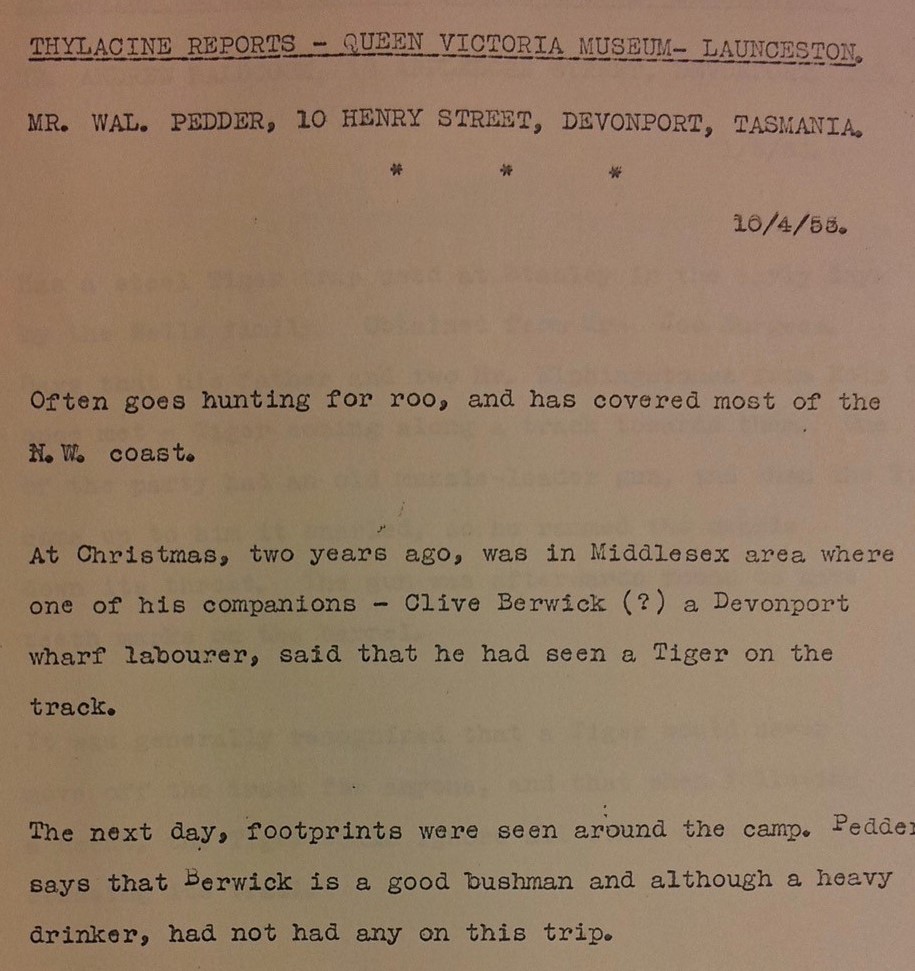 THYLACINE REPORTS - QUEEN VICTORIA MUSEUM- LAUNCESTON.
MR. WAL. PEDDER, 10 HENRY STREET, DEVONPORT, TASMANIA.
* * *
Often goes hunting for roo, and has covered most of the
N.W. coast.
At Christmas, two years ago, was in Middlesex area where
one of his companions - Clive Berwick (?) a Devonport
wharf labourer, said that he had seen a Tiger on the
track.
The next day, footprints were seen around the camp. Pedder
says that Berwick is a good bushman and although a heavy
drinker, had not had any on this trip.